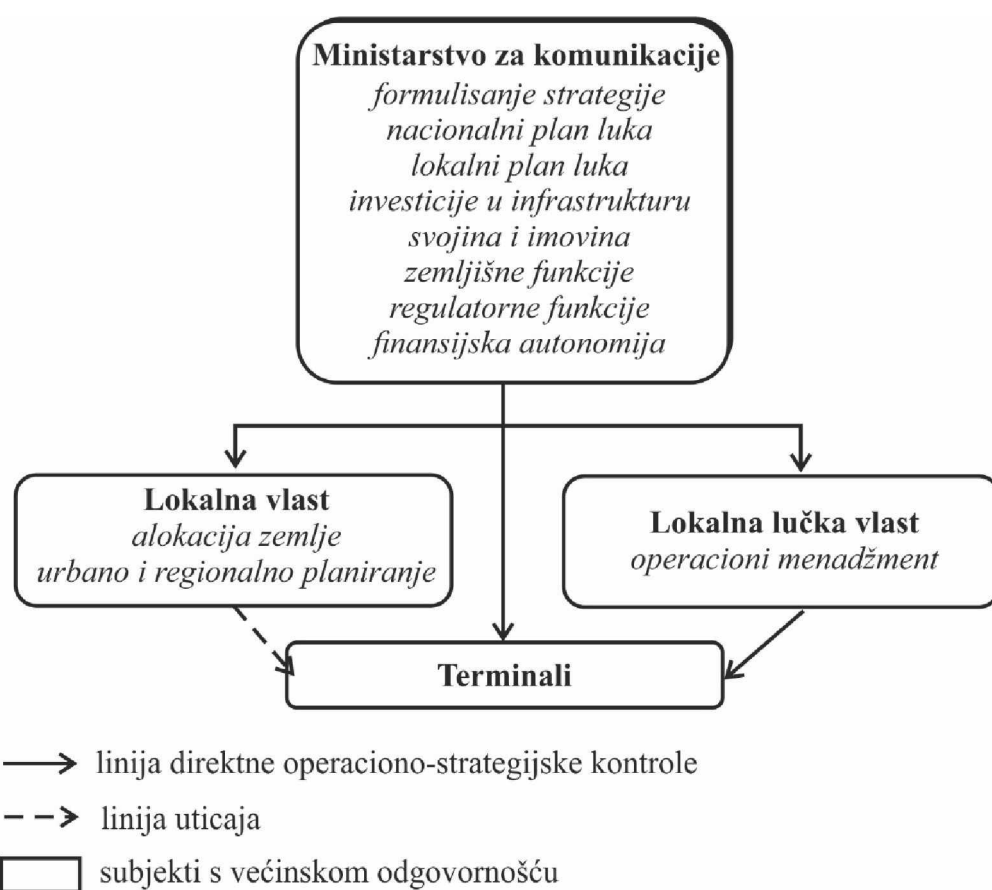 Ministarstvo za komunikacije
formulisanje strategije
nacionalni plan luka
lokalni plan luka
investicije u infrastrukturu
svojina i imovina
zemljišne funkcije
regulatorne funkcije
finansijska autonomija
Lokalna vlast
alokacija zemlje
urbano i regionalno planiranje
Lokalna lučka vlast
operacioni menadžment
Terminali
linija direktne operaciono-strategijske kontrole
linija uticaja
subjekti s većinskom odgovornošću